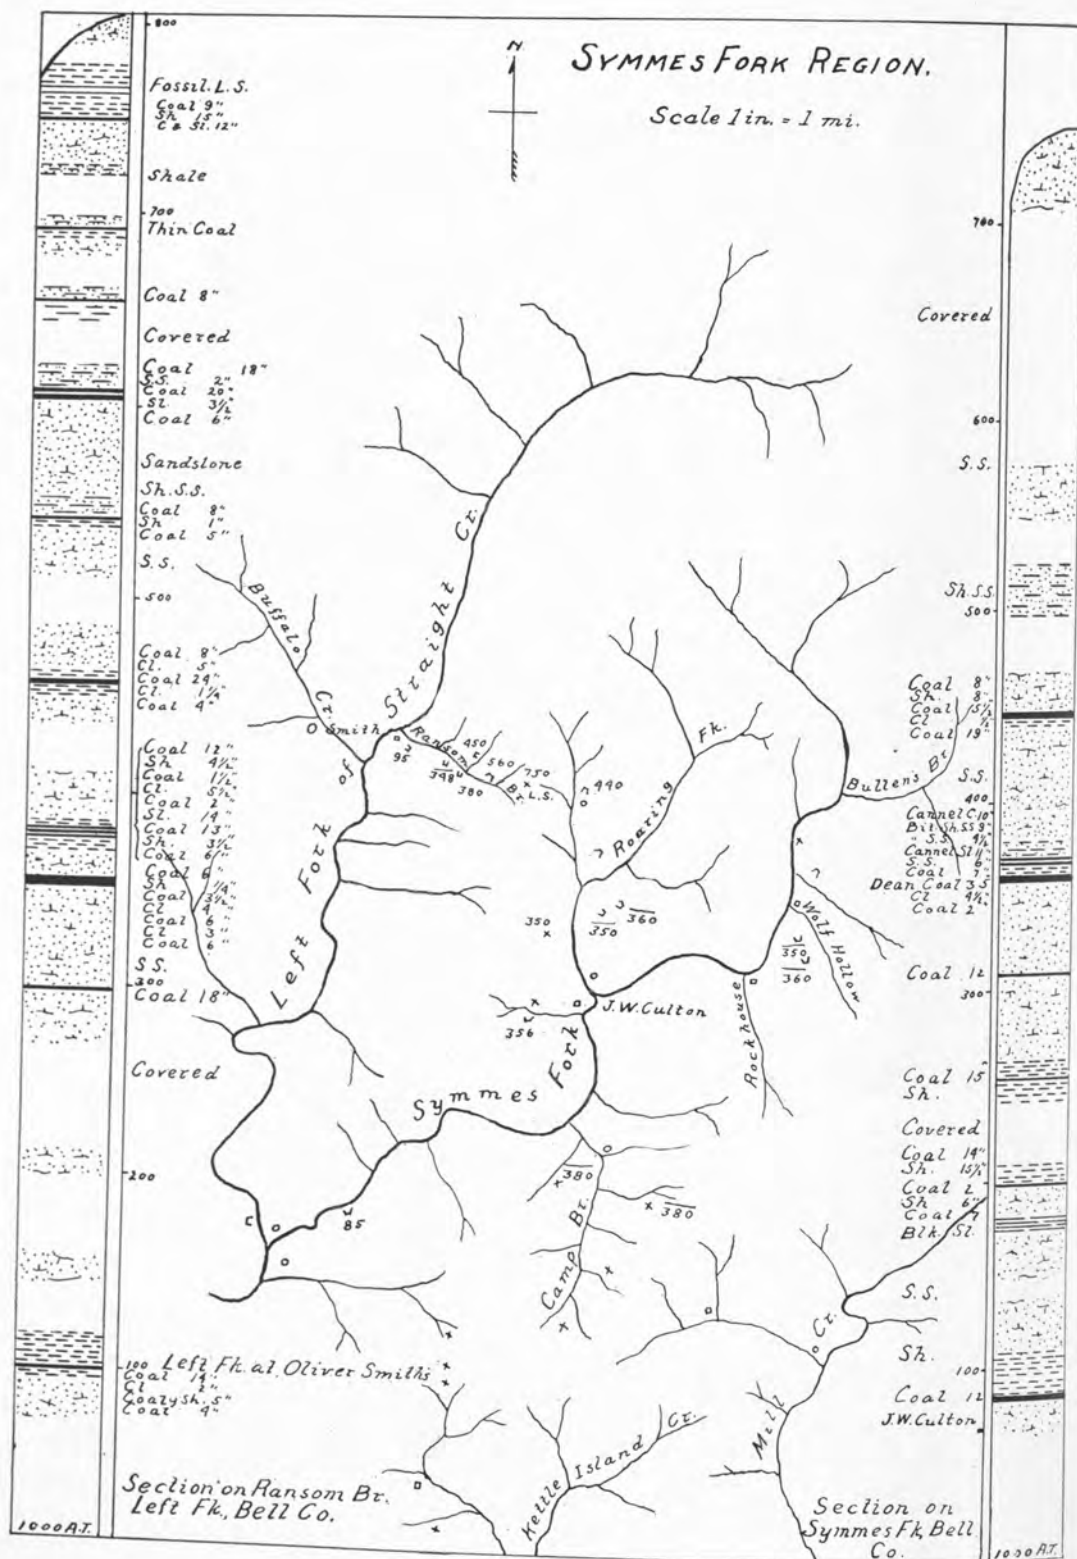 SYMMES FORK REGION.
Scale 1 in. = 1 mi.
N
800
Fossil. L. S.
Coal 9"
Sh 15"
C & Sl. 12"
Shale
700
Thin Coal
Coal 8"
Covered
Coal 18"
S.S. 2"
Coal 20"
Sl. 3½"
Coal 6"
Sandstone
Sh. S.S.
Coal 8"
Sh 1"
Coal 5"
S.S.
500
Coal 8"
Cl. 5"
Coal 24"
Cl. 1¼"
Coal 4"
Coal 12"
Sh 4½"
Coal 1½"
Cl. 5½"
Coal 2"
Sl. 14"
Coal 13"
Sh. 3½"
Coal 6"
Coal 6"
Sh ¼"
Coal 3½"
Cl 4"
Coal 6"
Cl 3"
Coal 6"
S.S.
300
Coal 18"
Covered
200
100 Left Fk. at Oliver Smiths
Coal 14"
Cl 2"
Coaly Sh. 5"
Coal 4"
Section on Ransom Br.
Left Fk., Bell Co.
1000 A.T.
Buffalo Cr.
Smith
Left Fork of Straight Cr.
95
Ransom Br.
450
560
750
L.S.
348
380
440
Roaring Fk.
350
350
360
J.W. Culton
356
Symmes Fork
85
380
380
Camp Br.
Bullen's Br.
Wolf Hollow
350
360
Rockhouse
Kettle Island Cr.
Mill Cr.
700
Covered
600
S.S.
Sh. S.S.
500
Coal 8"
Sh. 8"
Coal 15½
Cl ½"
Coal 19"
S.S.
400
Cannel C. 10"
Bit Sh. S.S. 9"
" S.S. 4½
Cannel Sl 11"
S.S. 6"
Coal 7"
Dean Coal 35
Cl 4½"
Coal 2"
Coal 12
300
Coal 15"
Sh.
Covered
Coal 14"
Sh. 15½"
Coal 2
Sh 6"
Coal 7
Blk. Sl.
S.S.
Sh.
100
Coal 12
J.W. Culton
Section on
Symmes Fk, Bell
Co.
1000 A.T.